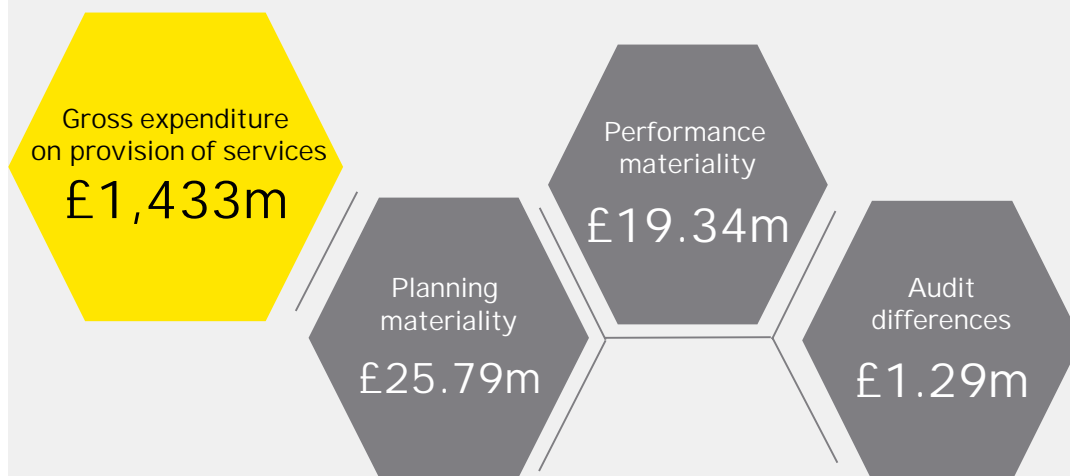 Gross expenditure
on provision of services
£1,433m
Planning
materiality
£25.79m
Performance
materiality
£19.34m
Audit
differences
£1.29m